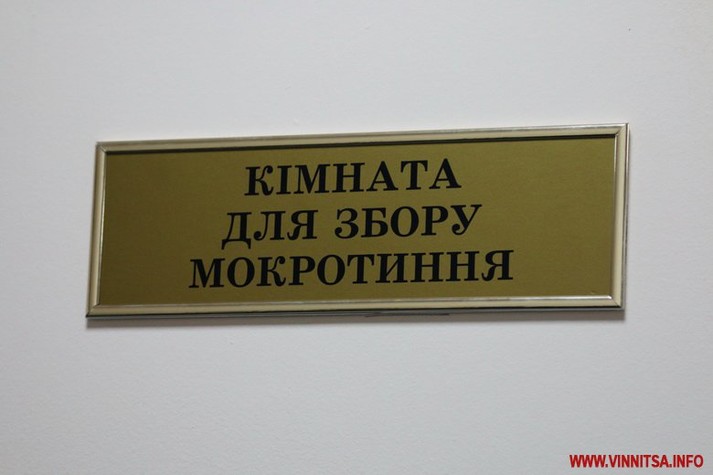 КІМНАТА
ДЛЯ ЗБОРУ
МОКРОТИННЯ
WWW.VINNITSA.INFO